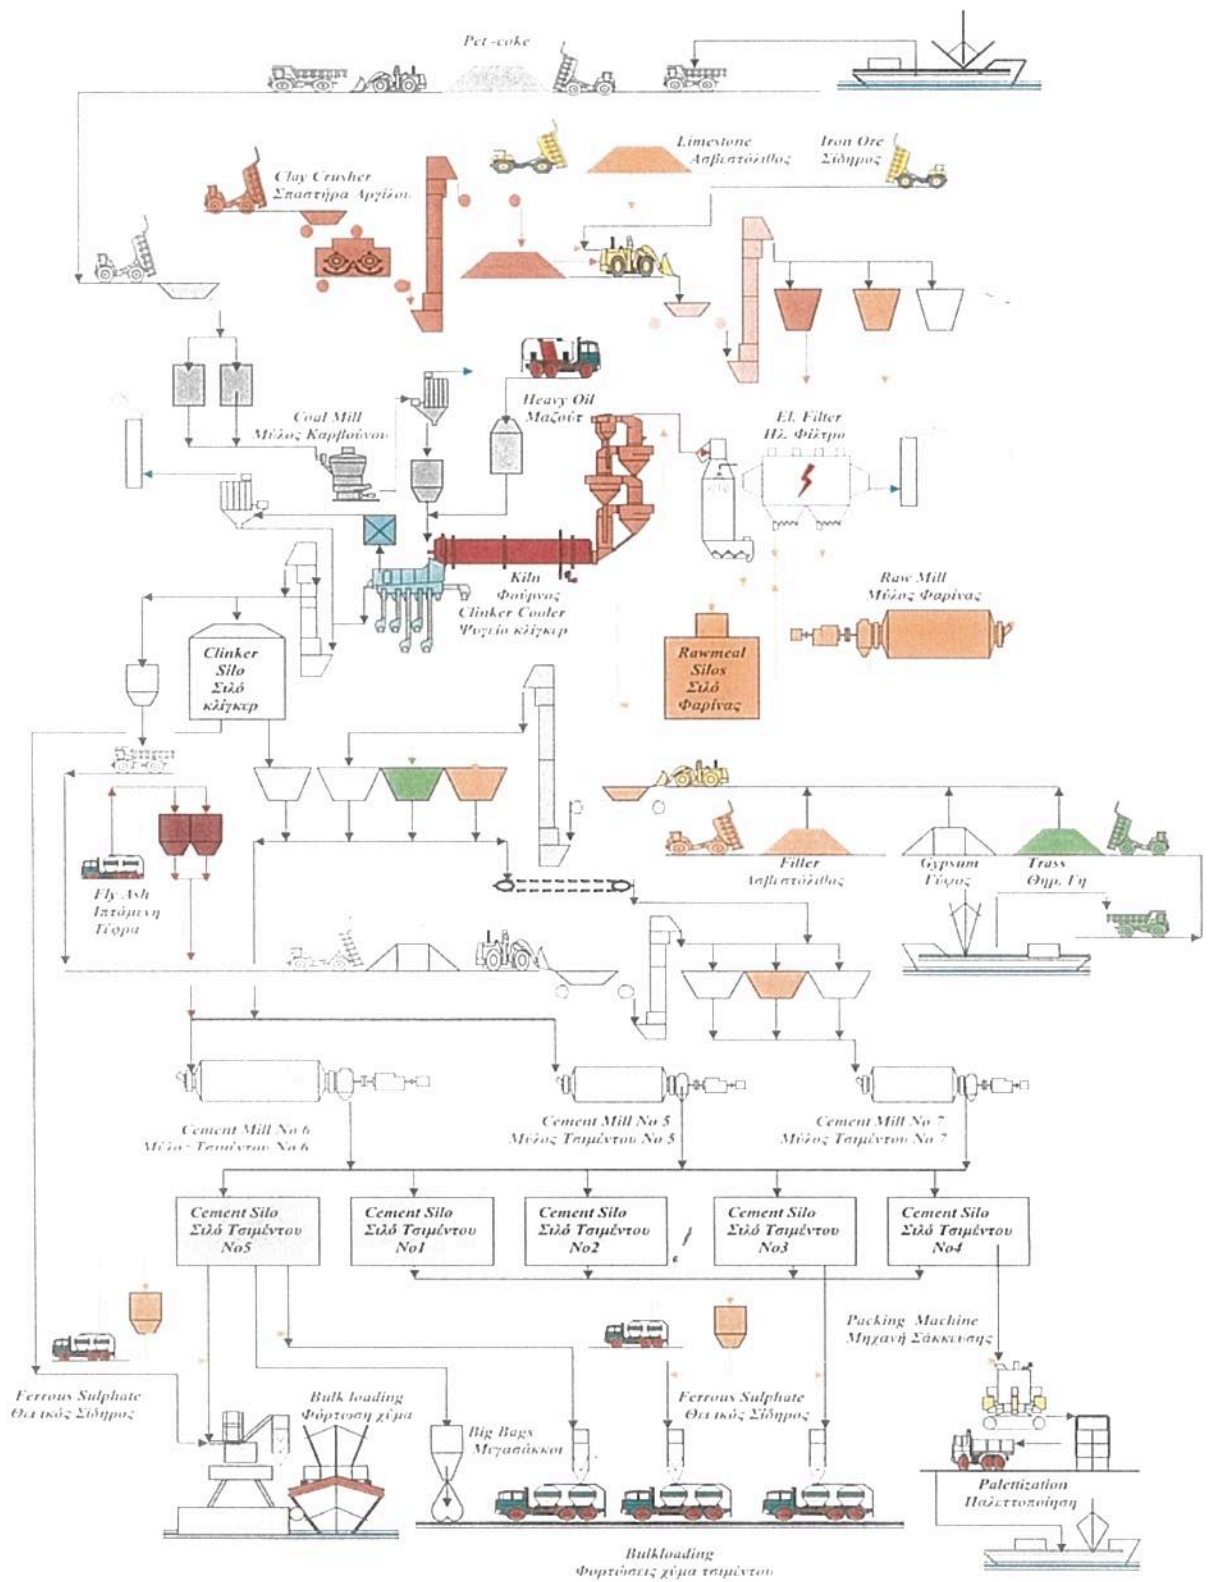 Pet-coke
Limestone
Ασβεστόλιθος
Iron Ore
Σίδηρος
Clay Crusher
Σπαστήρα Αργίλου
Heavy Oil
Μαζούτ
Coal Mill
Μύλος Καρβούνου
El. Filter
Ηλ. Φίλτρο
Kiln
Φούρνος
Clinker Cooler
Ψυγείο κλίγκερ
Raw Mill
Μύλος Φαρίνας
Clinker
Silo
Σιλό
κλίγκερ
Rawmeal
Silos
Σιλό
Φαρίνας
Filler
Ασβεστόλιθος
Gypsum
Γύψος
Trass
Θηρ. Γη
Fly Ash
Ιπτάμενη
Τέφρα
Cement Mill No 6
Μύλος Τσιμέντου No 6
Cement Mill No 5
Μύλος Τσιμέντου No 5
Cement Mill No 7
Μύλος Τσιμέντου No 7
Cement Silo
Σιλό Τσιμέντου
No5
Cement Silo
Σιλό Τσιμέντου
No1
Cement Silo
Σιλό Τσιμέντου
No2
Cement Silo
Σιλό Τσιμέντου
No3
Cement Silo
Σιλό Τσιμέντου
No4
Packing Machine
Μηχανή Σάκκευσης
Ferrous Sulphate
Θειικός Σίδηρος
Bulk loading
Φόρτωση χύμα
Big Bags
Μεγασάκκοι
Ferrous Sulphate
Θειικός Σίδηρος
Palettization
Παλεττοποίηση
Bulkloading
Φορτώσεις χύμα τσιμέντου